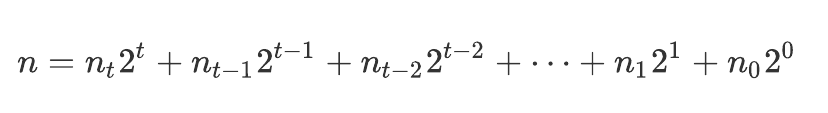 n = n_t 2^t + n_{t−1} 2^{t−1} + n_{t−2} 2^{t−2} + ··· + n_1 2^1 + n_0 2^0